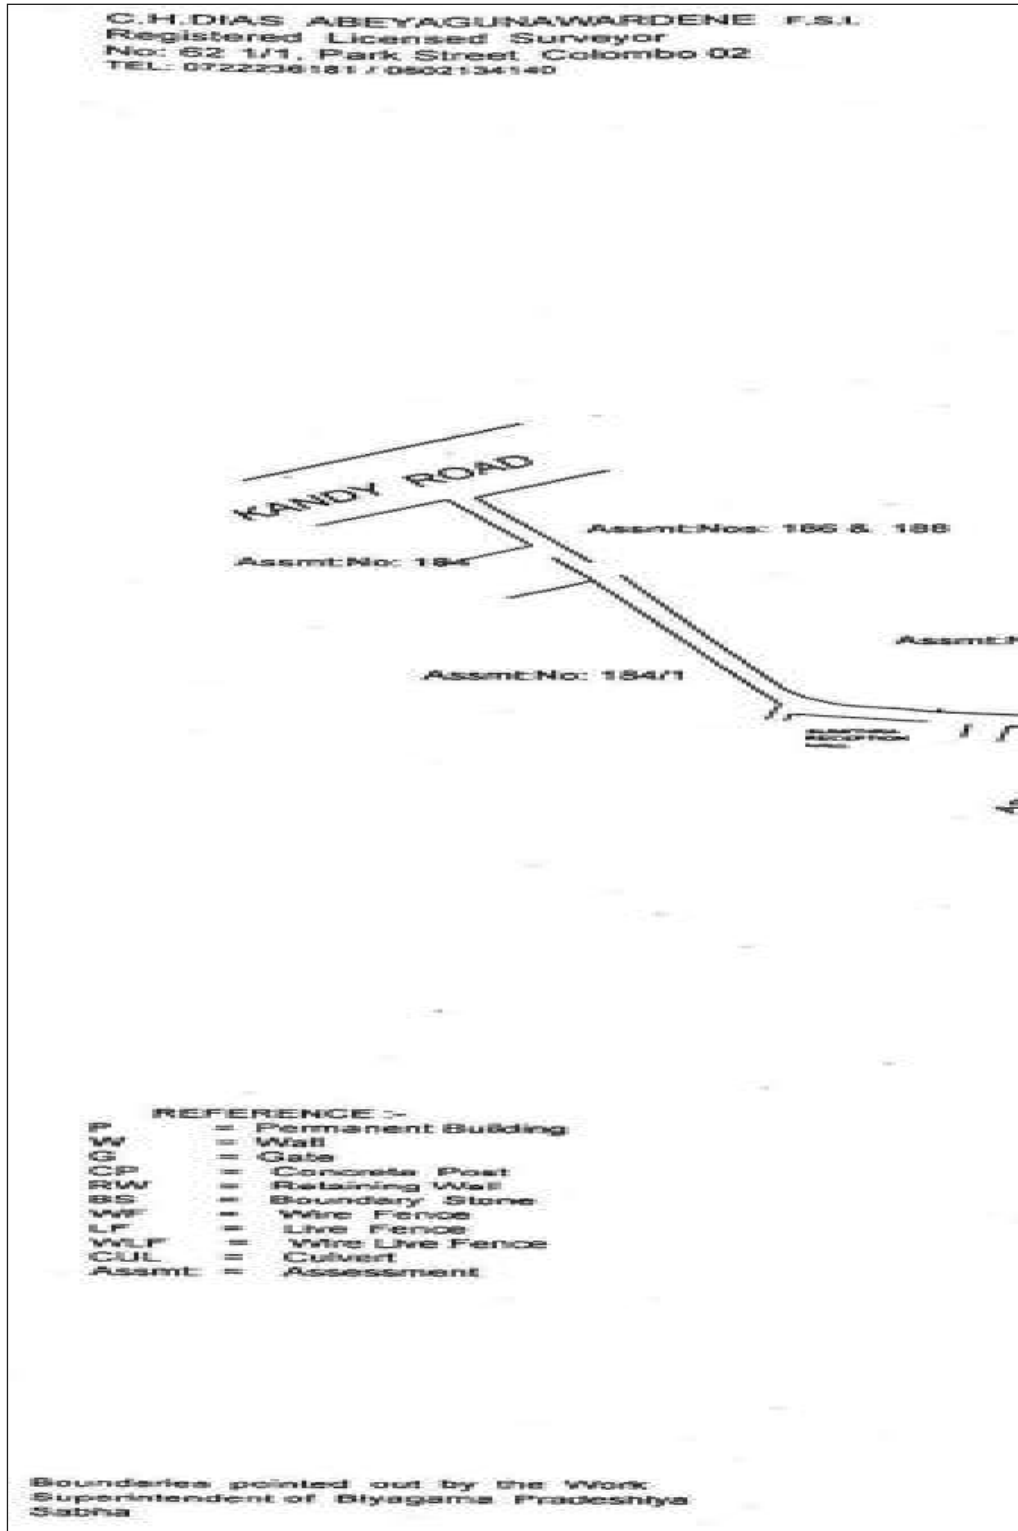 C.H.DIAS ABEYAGUNAWARDENE F.S.I.
Registered Licensed Surveyor
No: 62 1/1, Park Street Colombo 02
TEL: 0722236181 / 0602134140
KANDY ROAD
Assmt:Nos: 186 & 188
Assmt:No: 184
Assmt:N
Assmt:No: 184/1
RECEPTION
REFERENCE :-
P = Permanent Building
W = Wall
G = Gate
CP = Concrete Post
RW = Retaining Wall
BS = Boundary Stone
WF = Wire Fence
LF = Live Fence
WLF = Wire Live Fence
CUL = Culvert
Assmt: = Assessment
Boundaries pointed out by the Work
Superintendent of Biyagama Pradeshiya
Sabha